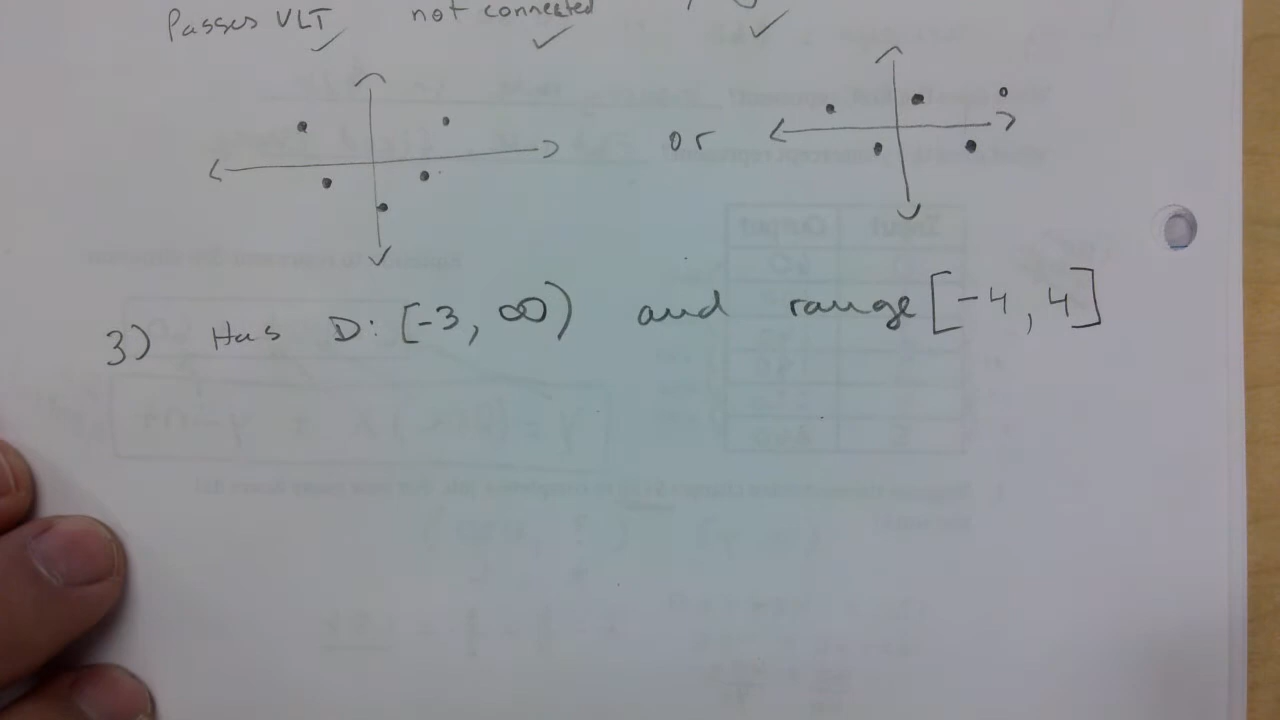 Passes VLT not connected
or
3) Has D: [-3, ∞) and range [-4, 4]